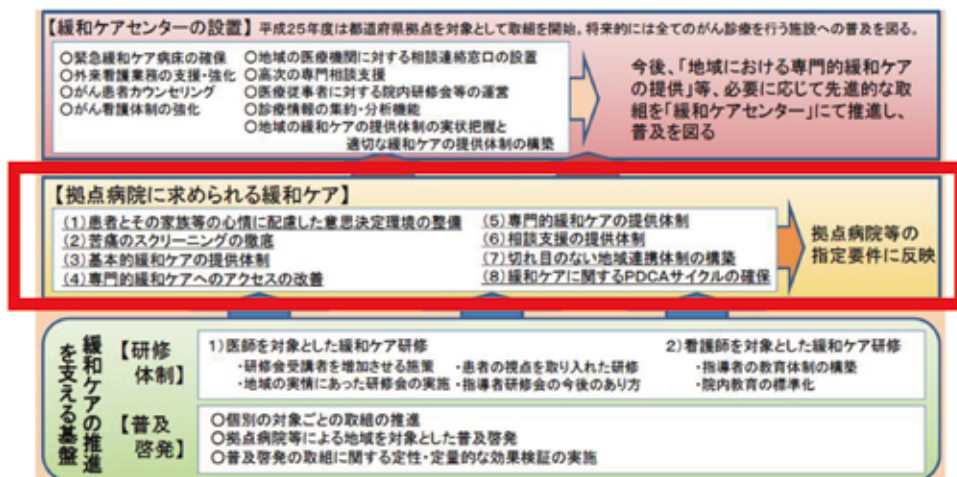 【緩和ケアセンターの設置】 平成25年度は都道府県拠点を対象として取組を開始。将来的には全てのがん診療を行う施設への普及を図る。
○緊急緩和ケア病床の確保
○外来看護業務の支援・強化
○がん患者カウンセリング
○がん看護体制の強化
○地域の医療機関に対する相談連絡窓口の設置
○高次の専門相談支援
○医療従事者に対する院内研修会等の運営
○診療情報の集約・分析機能
○地域の緩和ケアの提供体制の実状把握と
適切な緩和ケアの提供体制の構築
今後、「地域における専門的緩和ケア
の提供」等、必要に応じて先進的な取
組を「緩和ケアセンター」にて推進し、
普及を図る
【拠点病院に求められる緩和ケア】
(1)患者とその家族等の心情に配慮した意思決定環境の整備
(2)苦痛のスクリーニングの徹底
(3)基本的緩和ケアの提供体制
(4)専門的緩和ケアへのアクセスの改善
(5)専門的緩和ケアの提供体制
(6)相談支援の提供体制
(7)切れ目のない地域連携体制の構築
(8)緩和ケアに関するPDCAサイクルの確保
拠点病院等の
指定要件に反映
緩和ケアの推進
を支える基盤
【研修
体制】
1)医師を対象とした緩和ケア研修
・研修会受講者を増加させる施策
・地域の実情にあった研修会の実施
・患者の視点を取り入れた研修
・指導者研修会の今後のあり方
2)看護師を対象とした緩和ケア研修
・指導者の教育体制の構築
・院内教育の標準化
【普及
啓発】
○個別の対象ごとの取組の推進
○拠点病院等による地域を対象とした普及啓発
○普及啓発の取組に関する定性・定量的な効果検証の実施